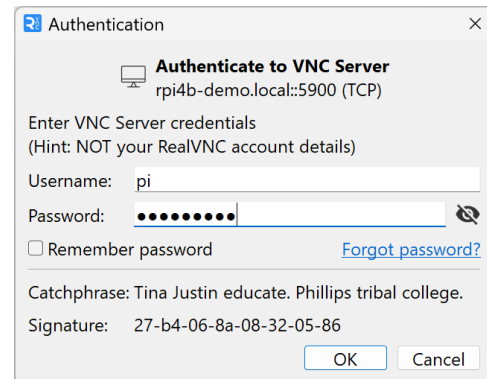 Authentication
Authenticate to VNC Server
rpi4b-demo.local::5900 (TCP)
Enter VNC Server credentials
(Hint: NOT your RealVNC account details)
Username: pi
Password: ●●●●●●●●●
Remember password Forgot password?
Catchphrase: Tina Justin educate. Phillips tribal college.
Signature: 27-b4-06-8a-08-32-05-86
OK Cancel